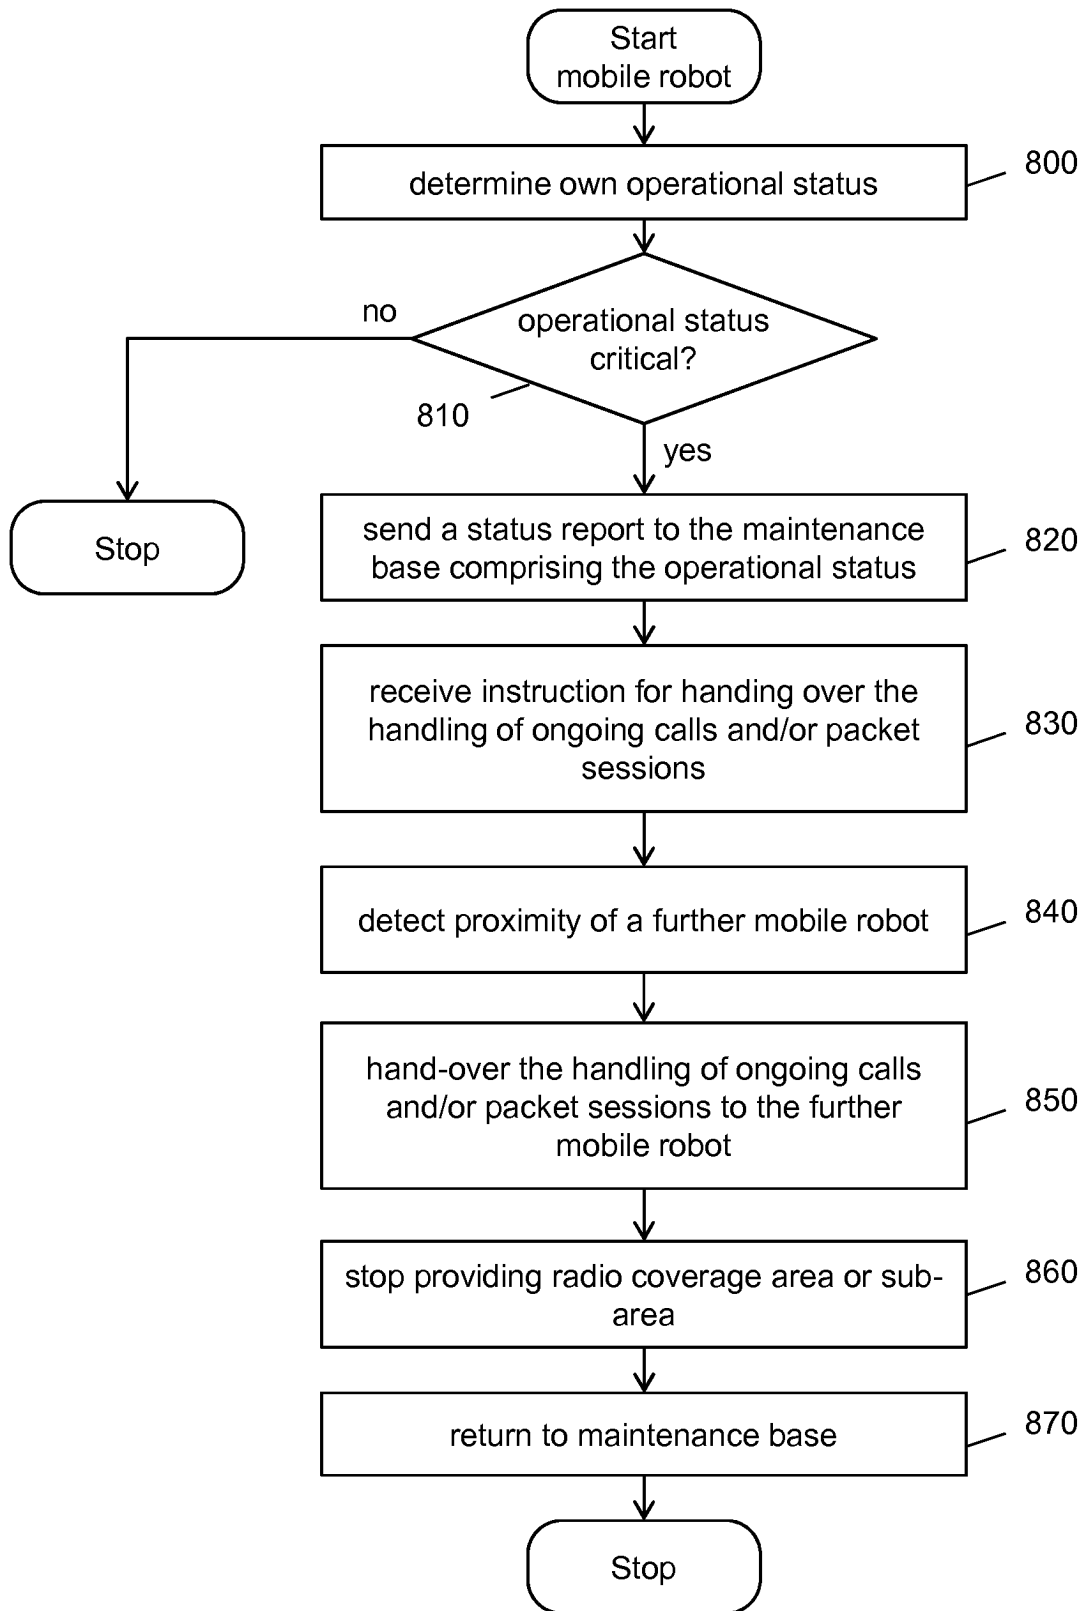 Start
mobile robot
determine own operational status
800
no
operational status
critical?
810
yes
Stop
send a status report to the maintenance
base comprising the operational status
820
receive instruction for handing over the
handling of ongoing calls and/or packet
sessions
830
detect proximity of a further mobile robot
840
hand-over the handling of ongoing calls
and/or packet sessions to the further
mobile robot
850
stop providing radio coverage area or sub-
area
860
return to maintenance base
870
Stop